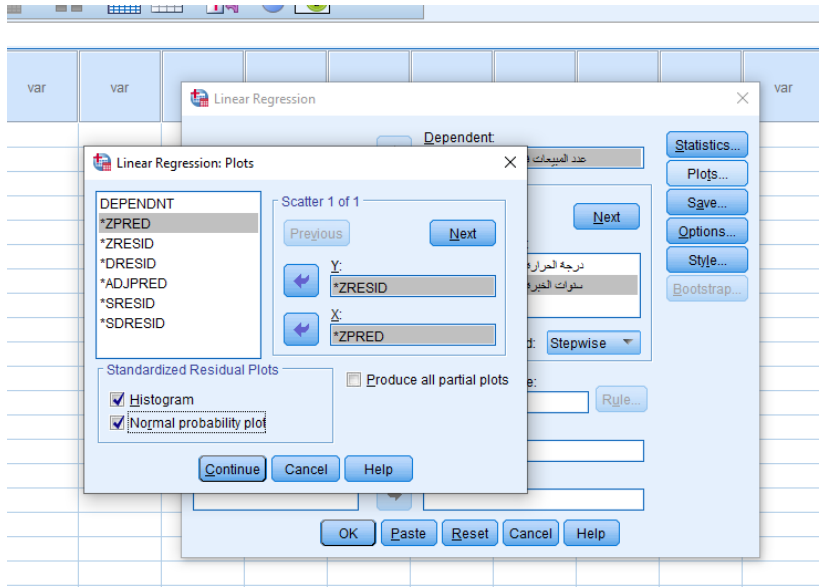 var
var
var
Linear Regression
Dependent:
عدد المبيعات
Statistics...
Plots...
Save...
Options...
Style...
Bootstrap...
Next
درجة الحرارة
سنوات الخبرة
Stepwise
Rule...
OK
Paste
Reset
Cancel
Help
Linear Regression: Plots
DEPENDNT
*ZPRED
*ZRESID
*DRESID
*ADJPRED
*SRESID
*SDRESID
Scatter 1 of 1
Previous
Next
Y:
*ZRESID
X:
*ZPRED
Standardized Residual Plots
Histogram
Normal probability plot
Produce all partial plots
Continue
Cancel
Help